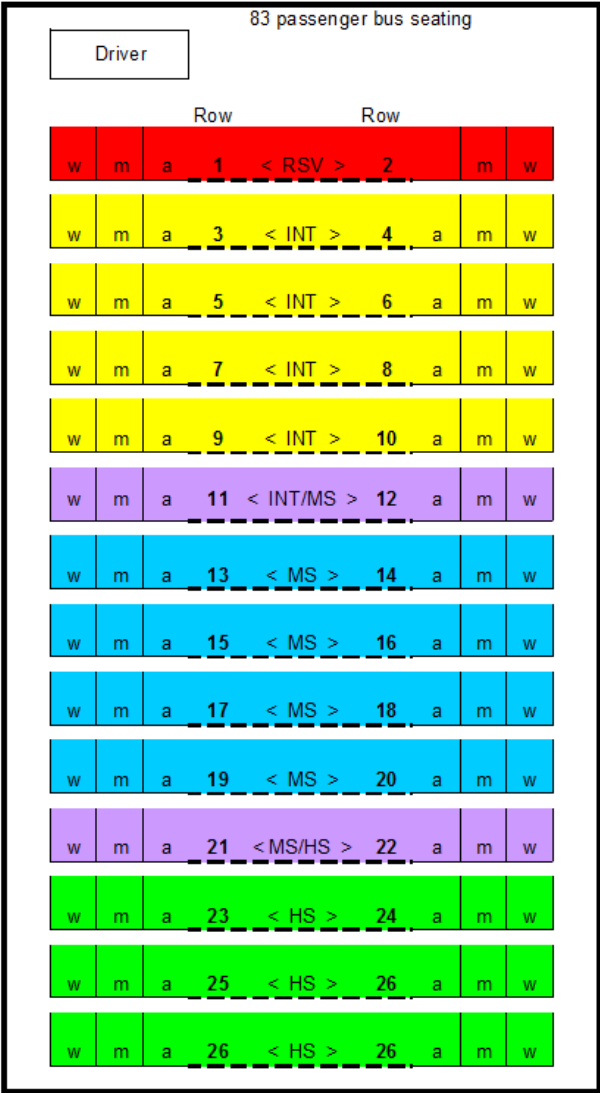 83 passenger bus seating
Driver
Row Row
w m a 1 < RSV > 2 m w
w m a 3 < INT > 4 a m w
w m a 5 < INT > 6 a m w
w m a 7 < INT > 8 a m w
w m a 9 < INT > 10 a m w
w m a 11 < INT/MS > 12 a m w
w m a 13 < MS > 14 a m w
w m a 15 < MS > 16 a m w
w m a 17 < MS > 18 a m w
w m a 19 < MS > 20 a m w
w m a 21 < MS/HS > 22 a m w
w m a 23 < HS > 24 a m w
w m a 25 < HS > 26 a m w
w m a 26 < HS > 26 a m w